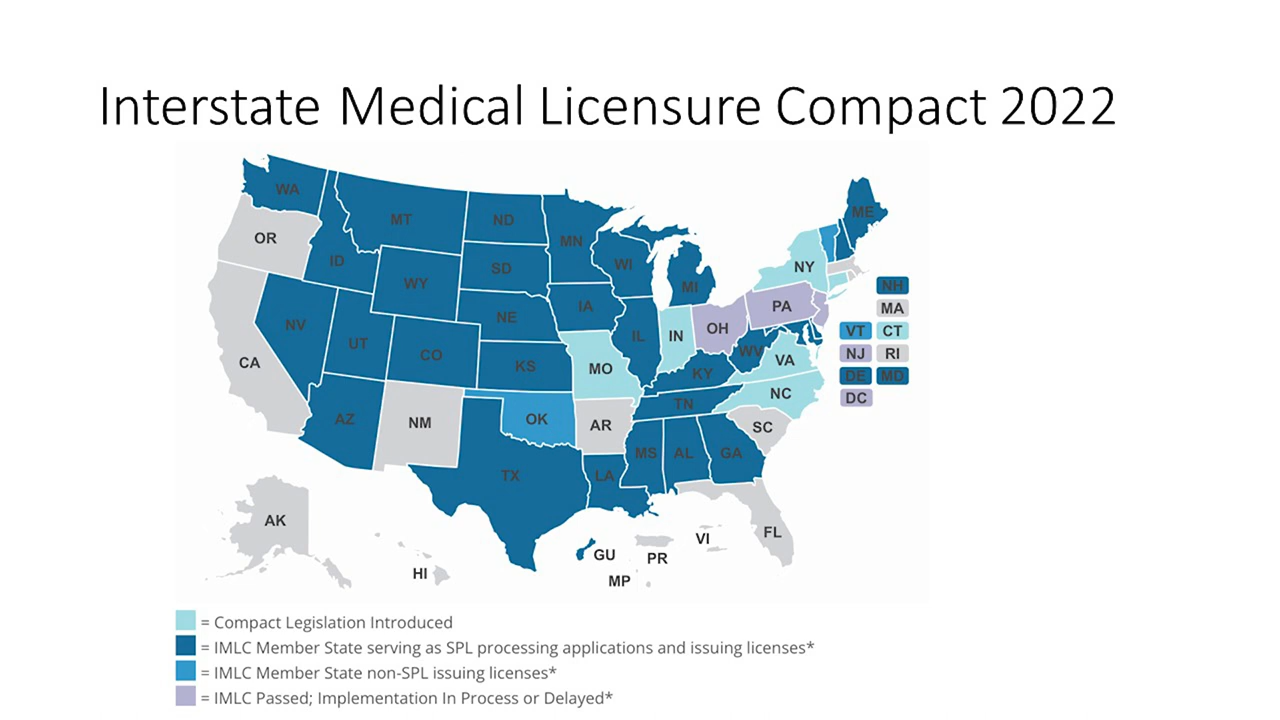 Interstate Medical Licensure Compact 2022
WA
MT
ND
MN
ME
OR
ID
SD
WI
NY
WY
MI
NH
IA
PA
MA
NE
NV
OH
VT
CT
IL
IN
UT
CO
WV
NJ
RI
CA
KS
MO
VA
KY
DE
MD
NC
DC
TN
AZ
NM
OK
AR
SC
MS
AL
GA
TX
LA
AK
FL
VI
GU
PR
HI
MP
= Compact Legislation Introduced
= IMLC Member State serving as SPL processing applications and issuing licenses*
= IMLC Member State non-SPL issuing licenses*
= IMLC Passed; Implementation In Process or Delayed*